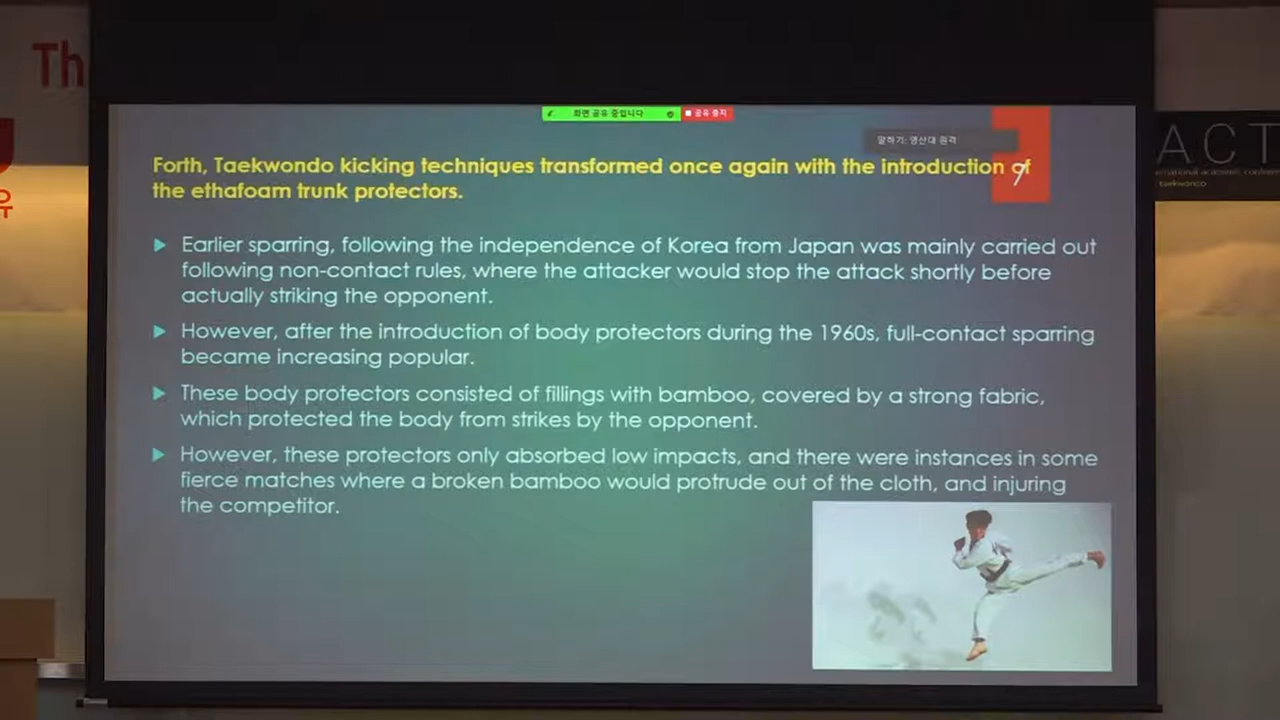 Th
유
화면 공유 중입니다
공유 중지
말하기: 영산대 원격
7
Forth, Taekwondo kicking techniques transformed once again with the introduction of
the ethafoam trunk protectors.
Earlier sparring, following the independence of Korea from Japan was mainly carried out
following non-contact rules, where the attacker would stop the attack shortly before
actually striking the opponent.
However, after the introduction of body protectors during the 1960s, full-contact sparring
became increasing popular.
These body protectors consisted of fillings with bamboo, covered by a strong fabric,
which protected the body from strikes by the opponent.
However, these protectors only absorbed low impacts, and there were instances in some
fierce matches where a broken bamboo would protrude out of the cloth, and injuring
the competitor.
ACT
ernational academic confer
taekwondo